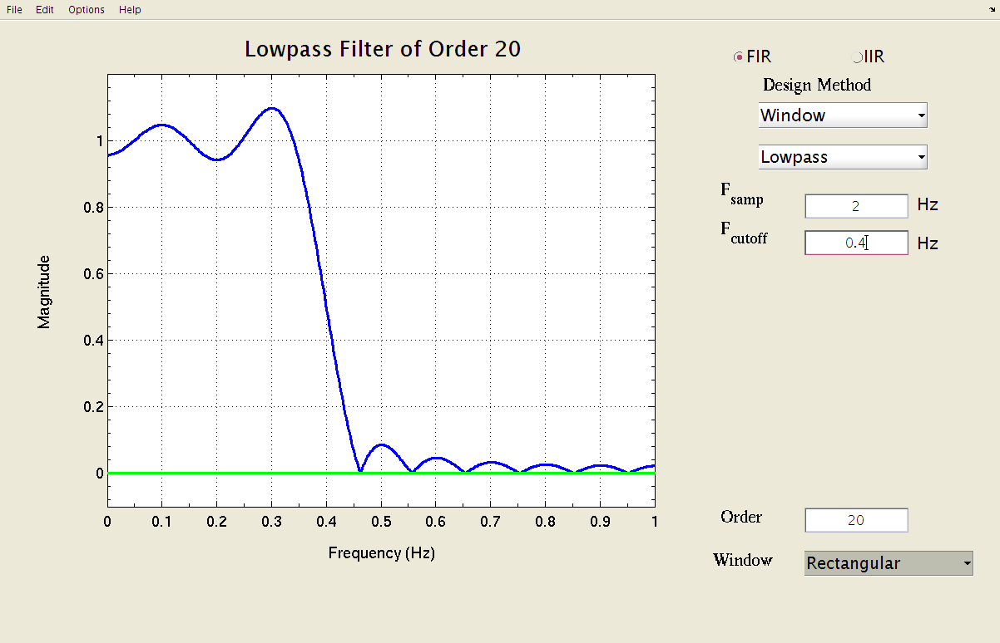 File Edit Options Help
Lowpass Filter of Order 20
FIR IIR
Design Method
Window
Lowpass
F samp 2 Hz
F cutoff 0.4 Hz
Magnitude
1
0.8
0.6
0.4
0.2
0
0 0.1 0.2 0.3 0.4 0.5 0.6 0.7 0.8 0.9 1
Frequency (Hz)
Order 20
Window Rectangular